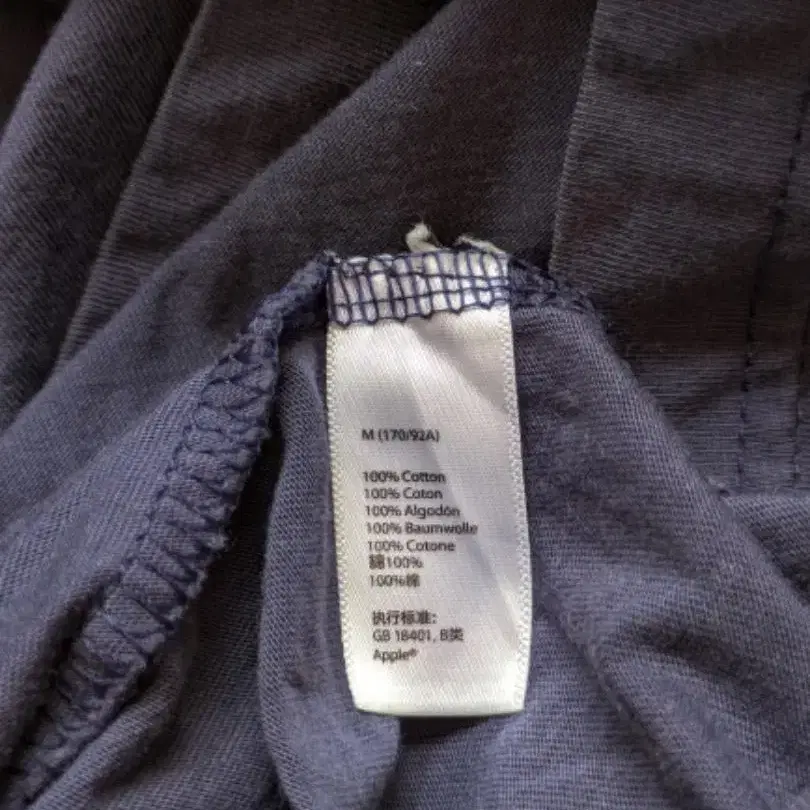 M (170/92A)
100% Cotton
100% Coton
100% Algodón
100% Baumwolle
100% Cotone
綿100%
100%棉
执行标准：
GB 18401, B类
Apple®